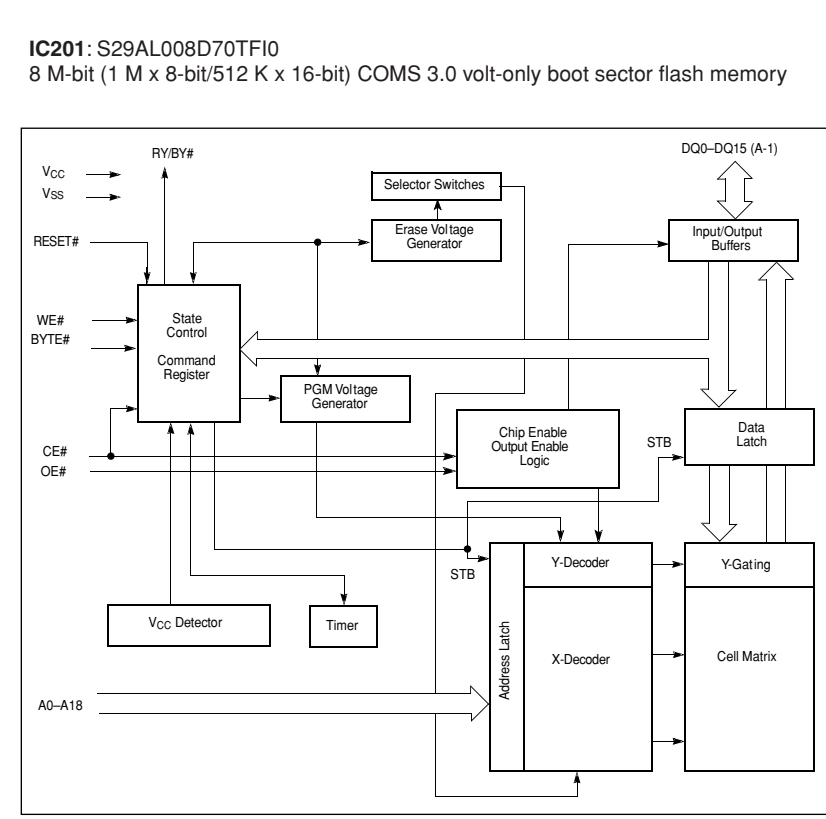 IC201: S29AL008D70TFI0
8 M-bit (1 M x 8-bit/512 K x 16-bit) COMS 3.0 volt-only boot sector flash memory
RY/BY#
DQ0–DQ15 (A-1)
VCC
VSS
Selector Switches
Erase Voltage
Generator
Input/Output
Buffers
RESET#
State
Control
Command
Register
WE#
BYTE#
PGM Voltage
Generator
Chip Enable
Output Enable
Logic
STB
Data
Latch
CE#
OE#
STB
Y-Decoder
Y-Gating
VCC Detector
Timer
Address Latch
X-Decoder
Cell Matrix
A0–A18